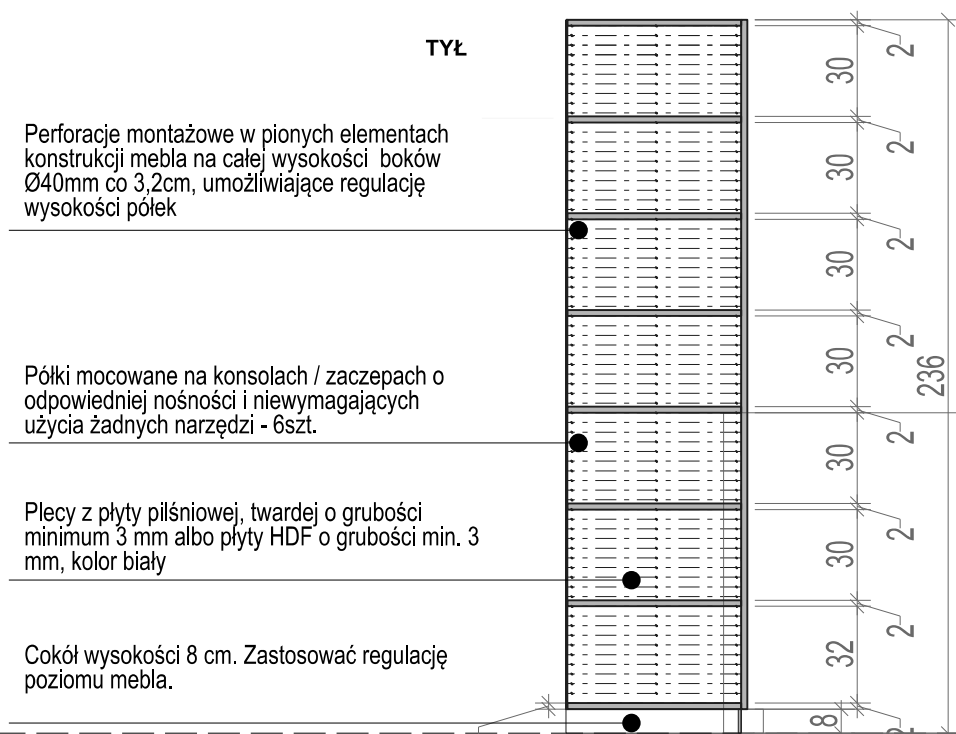 TYŁ
Perforacje montażowe w pionych elementach
konstrukcji mebla na całej wysokości boków
Ø40mm co 3,2cm, umożliwiające regulację
wysokości półek
Półki mocowane na konsolach / zaczepach o
odpowiedniej nośności i niewymagających
użycia żadnych narzędzi - 6szt.
Plecy z płyty pilśniowej, twardej o grubości
minimum 3 mm albo płyty HDF o grubości min. 3
mm, kolor biały
Cokół wysokości 8 cm. Zastosować regulację
poziomu mebla.
2
30
2
30
2
30
2
30
2
30
2
30
2
32
8
236